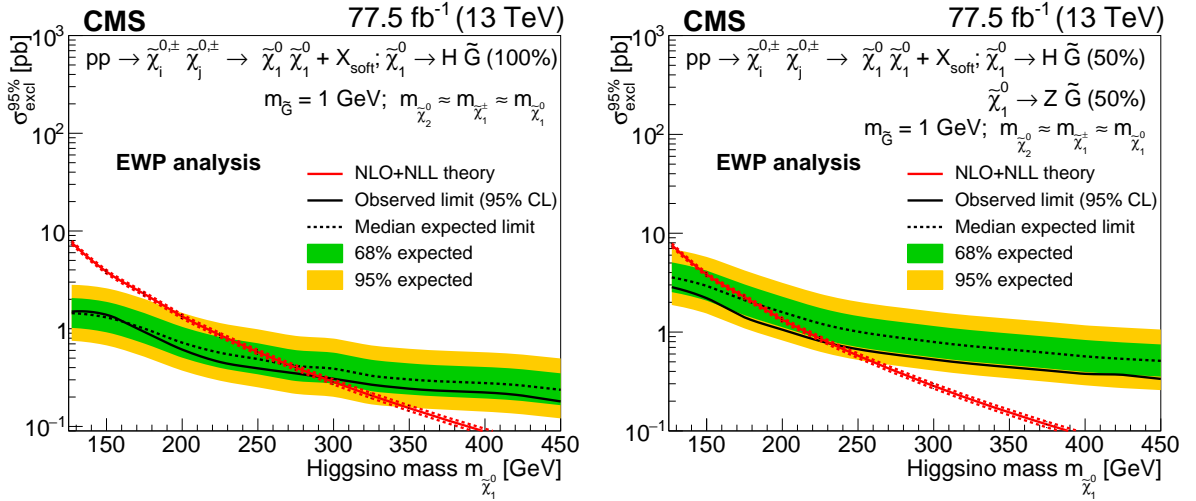 CMS 77.5 fb⁻¹ (13 TeV)
pp → χ̃ᵢ⁰,± χ̃ⱼ⁰,± → χ̃₁⁰ χ̃₁⁰ + X_soft; χ̃₁⁰ → H G̃ (100%)
m_G̃ = 1 GeV; m_χ̃₂⁰ ≈ m_χ̃₁± ≈ m_χ̃₁⁰
EWP analysis
NLO+NLL theory
Observed limit (95% CL)
Median expected limit
68% expected
95% expected
σ_excl^95% [pb]
10³
10²
10
1
10⁻¹
150 200 250 300 350 400 450
Higgsino mass m_χ̃₁⁰ [GeV]
CMS 77.5 fb⁻¹ (13 TeV)
pp → χ̃ᵢ⁰,± χ̃ⱼ⁰,± → χ̃₁⁰ χ̃₁⁰ + X_soft; χ̃₁⁰ → H G̃ (50%)
χ̃₁⁰ → Z G̃ (50%)
m_G̃ = 1 GeV; m_χ̃₂⁰ ≈ m_χ̃₁± ≈ m_χ̃₁⁰
EWP analysis
NLO+NLL theory
Observed limit (95% CL)
Median expected limit
68% expected
95% expected
σ_excl^95% [pb]
10³
10²
10
1
10⁻¹
150 200 250 300 350 400 450
Higgsino mass m_χ̃₁⁰ [GeV]